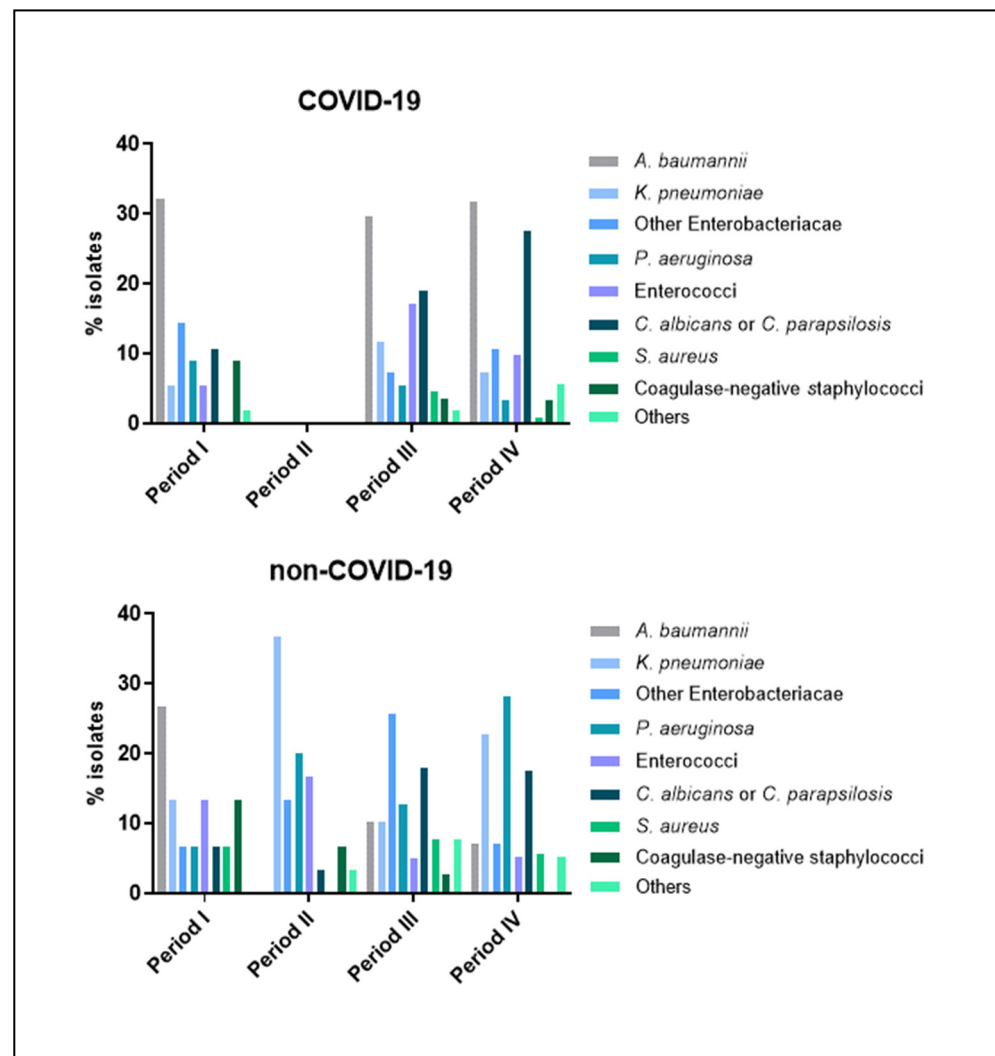 COVID-19
40
30
20
10
0
% isolates
Period I
Period II
Period III
Period IV
A. baumannii
K. pneumoniae
Other Enterobacteriacae
P. aeruginosa
Enterococci
C. albicans or C. parapsilosis
S. aureus
Coagulase-negative staphylococci
Others
non-COVID-19
40
30
20
10
0
% isolates
Period I
Period II
Period III
Period IV
A. baumannii
K. pneumoniae
Other Enterobacteriacae
P. aeruginosa
Enterococci
C. albicans or C. parapsilosis
S. aureus
Coagulase-negative staphylococci
Others